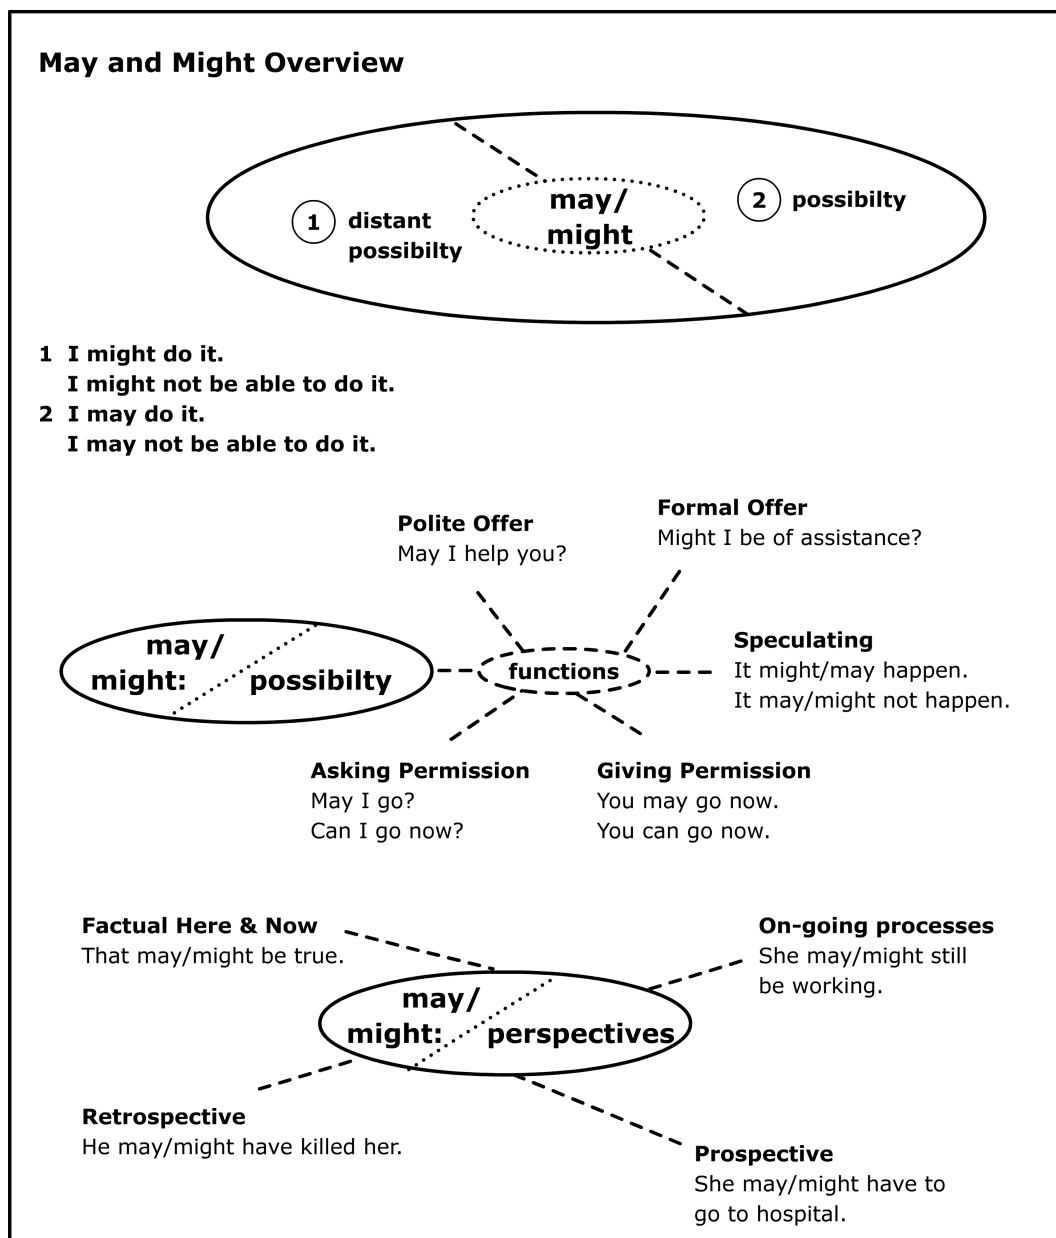 May and Might Overview
may/
might
1 distant
possibilty
2 possibilty
1 I might do it.
I might not be able to do it.
2 I may do it.
I may not be able to do it.
Polite Offer
May I help you?
Formal Offer
Might I be of assistance?
may/
might: possibilty
functions
Speculating
It might/may happen.
It may/might not happen.
Asking Permission
May I go?
Can I go now?
Giving Permission
You may go now.
You can go now.
Factual Here & Now
That may/might be true.
On-going processes
She may/might still
be working.
may/
might: perspectives
Retrospective
He may/might have killed her.
Prospective
She may/might have to
go to hospital.